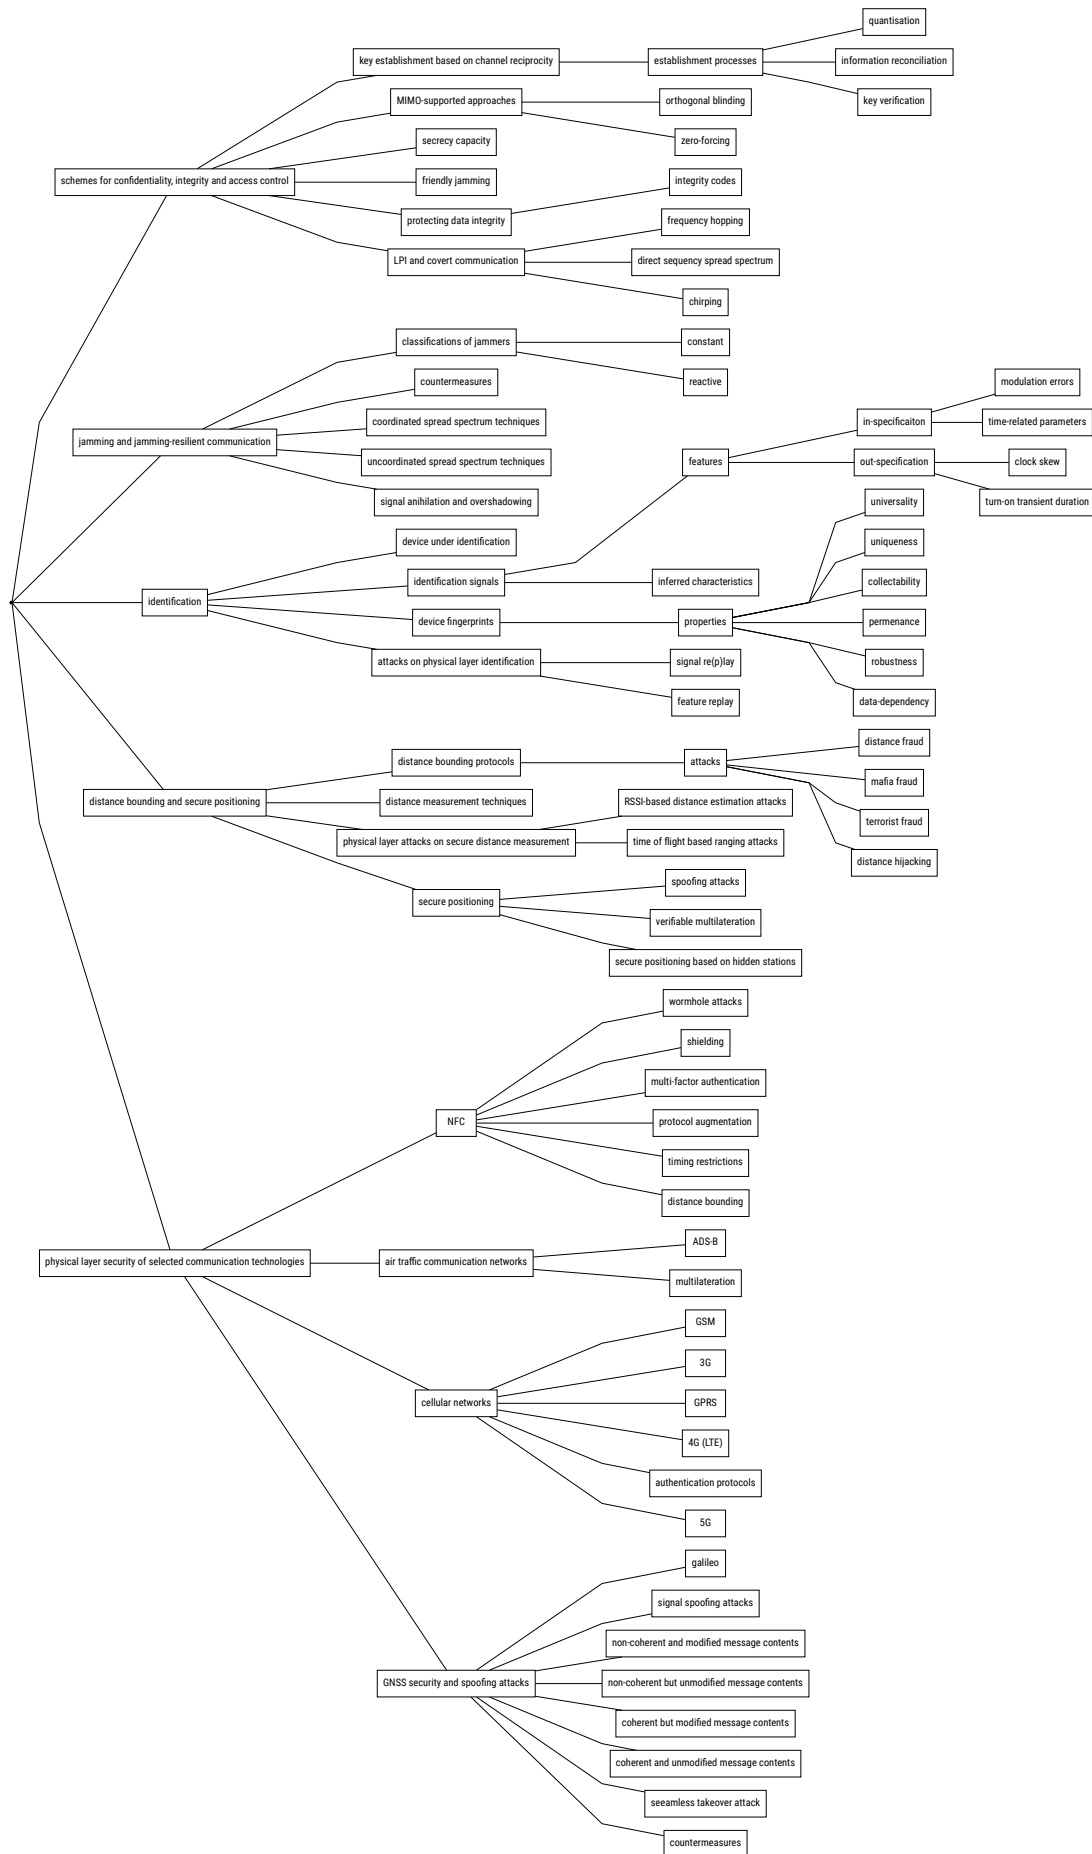 quantisation
key establishment based on channel reciprocity
establishment processes
information reconciliation
MIMO-supported approaches
orthogonal blinding
key verification
secrecy capacity
zero-forcing
schemes for confidentiality, integrity and access control
friendly jamming
integrity codes
protecting data integrity
frequency hopping
LPI and covert communication
direct sequency spread spectrum
chirping
classifications of jammers
constant
countermeasures
reactive
modulation errors
coordinated spread spectrum techniques
in-specificaiton
time-related parameters
jamming and jamming-resilient communication
uncoordinated spread spectrum techniques
features
out-specification
clock skew
signal anihilation and overshadowing
universality
turn-on transient duration
device under identification
uniqueness
identification signals
inferred characteristics
collectability
identification
device fingerprints
properties
permenance
attacks on physical layer identification
signal re(p)lay
robustness
feature replay
data-dependency
distance fraud
distance bounding protocols
attacks
mafia fraud
distance bounding and secure positioning
distance measurement techniques
RSSI-based distance estimation attacks
terrorist fraud
physical layer attacks on secure distance measurement
time of flight based ranging attacks
distance hijacking
spoofing attacks
secure positioning
verifiable multilateration
secure positioning based on hidden stations
wormhole attacks
shielding
multi-factor authentication
NFC
protocol augmentation
timing restrictions
distance bounding
ADS-B
physical layer security of selected communication technologies
air traffic communication networks
multilateration
GSM
3G
cellular networks
GPRS
4G (LTE)
authentication protocols
5G
galileo
signal spoofing attacks
non-coherent and modified message contents
GNSS security and spoofing attacks
non-coherent but unmodified message contents
coherent but modified message contents
coherent and unmodified message contents
seeamless takeover attack
countermeasures